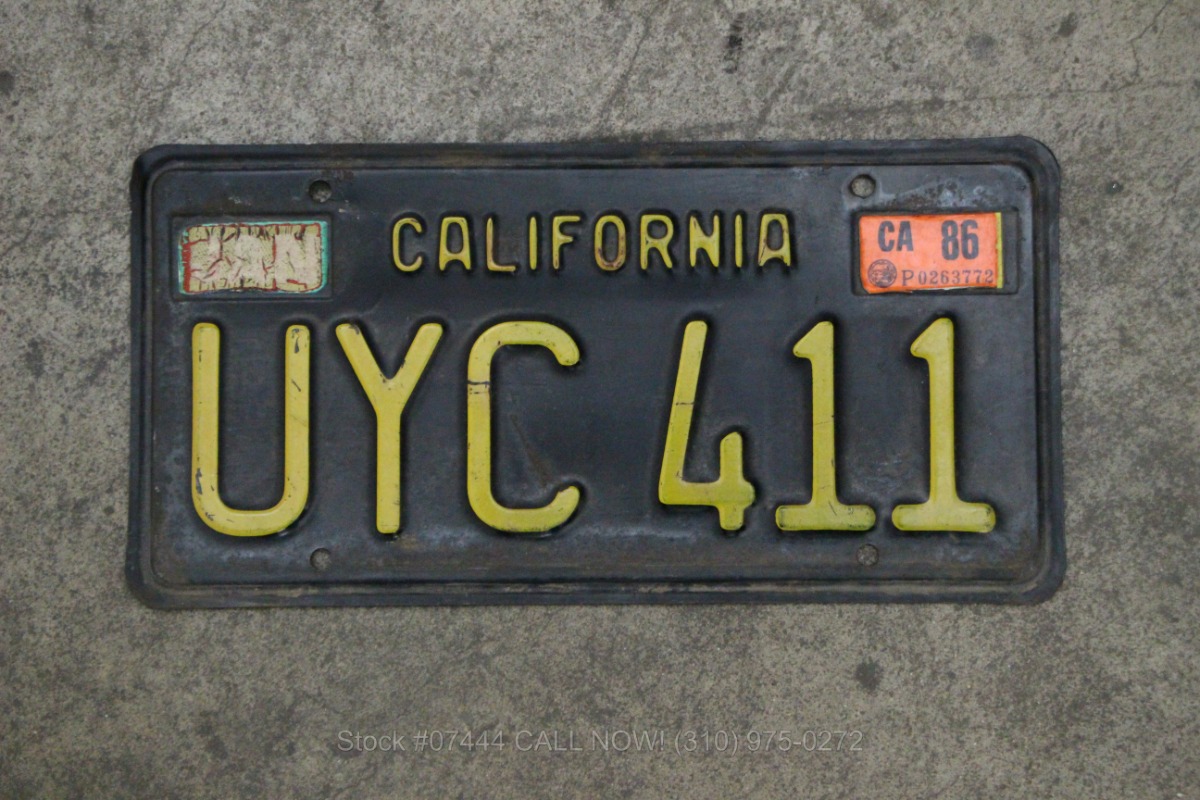 CALIFORNIA
CA 86
P0263772
UYC 411
Stock #07444 CALL NOW! (310) 975-0272